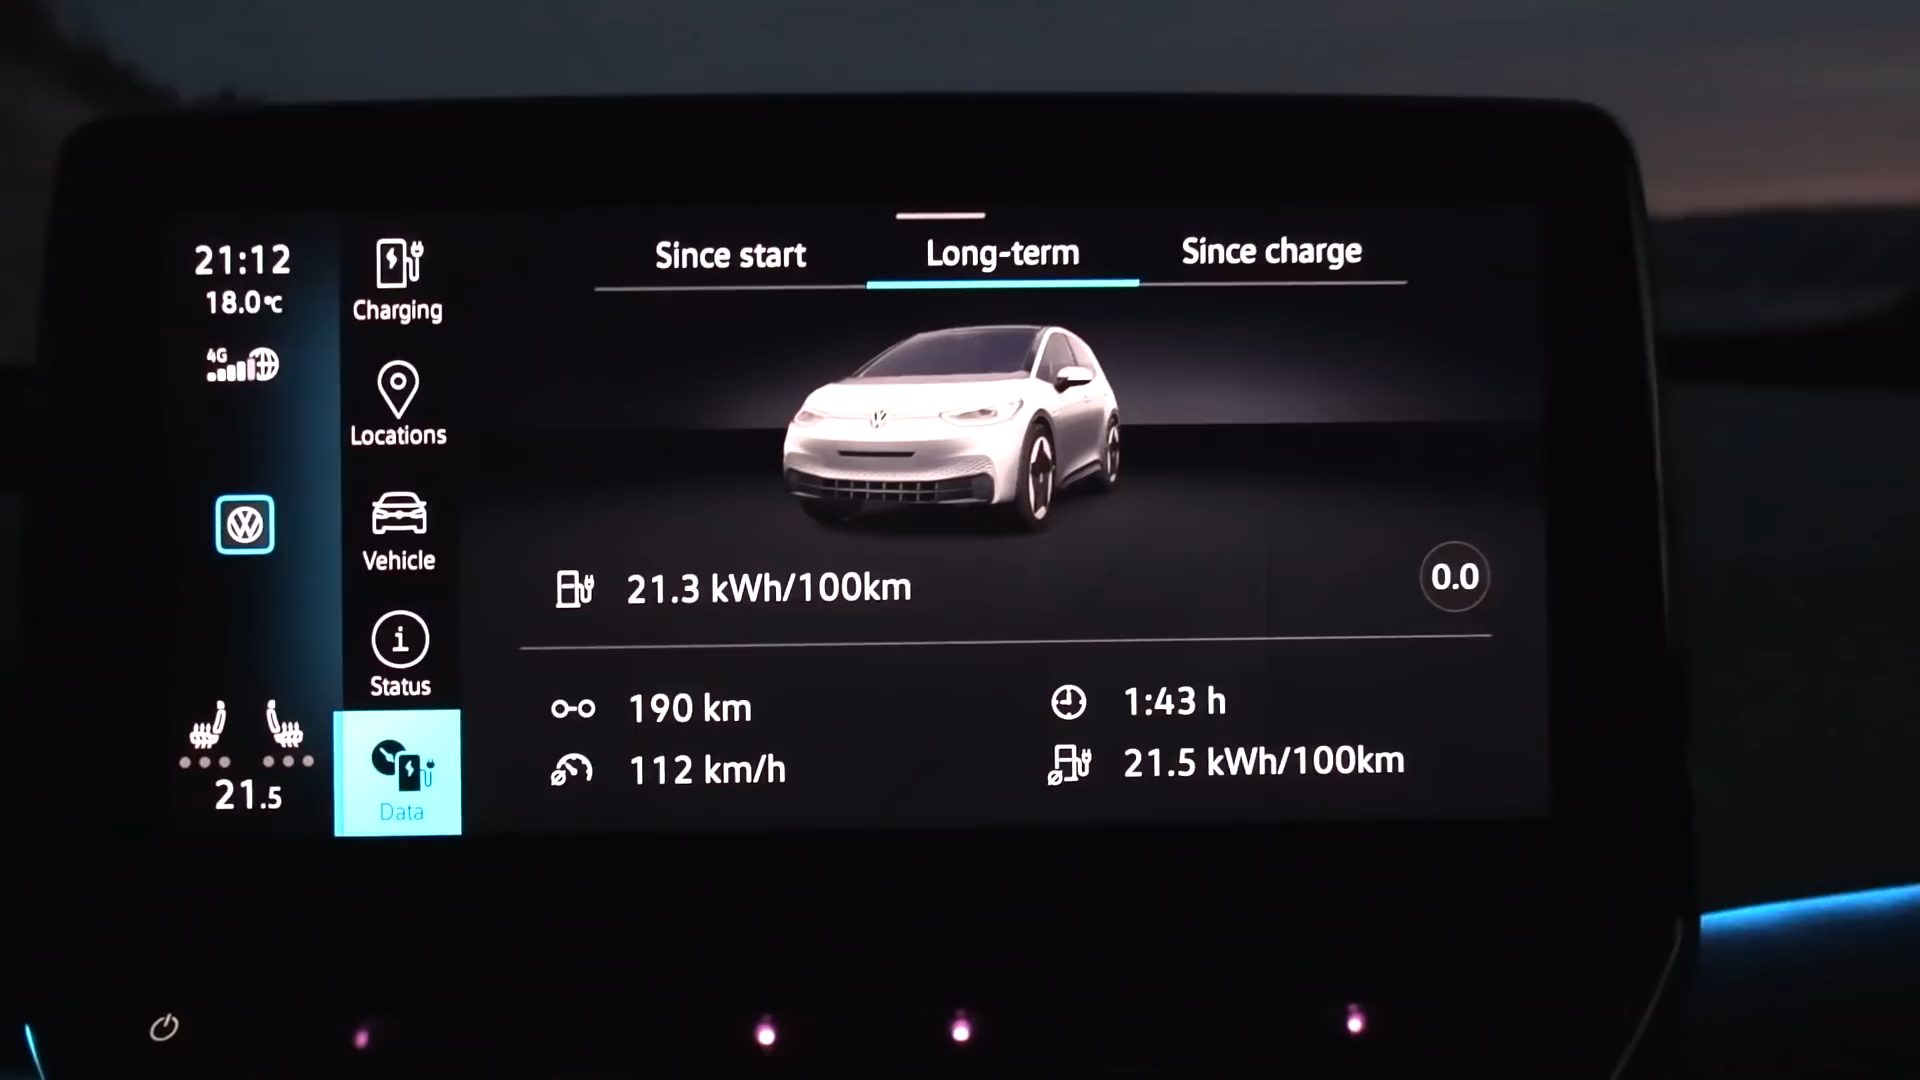 21:12
18.0°C
4G
21.5
Charging
Locations
Vehicle
Status
Data
Since start
Long-term
Since charge
21.3 kWh/100km
0.0
190 km
1:43 h
112 km/h
21.5 kWh/100km